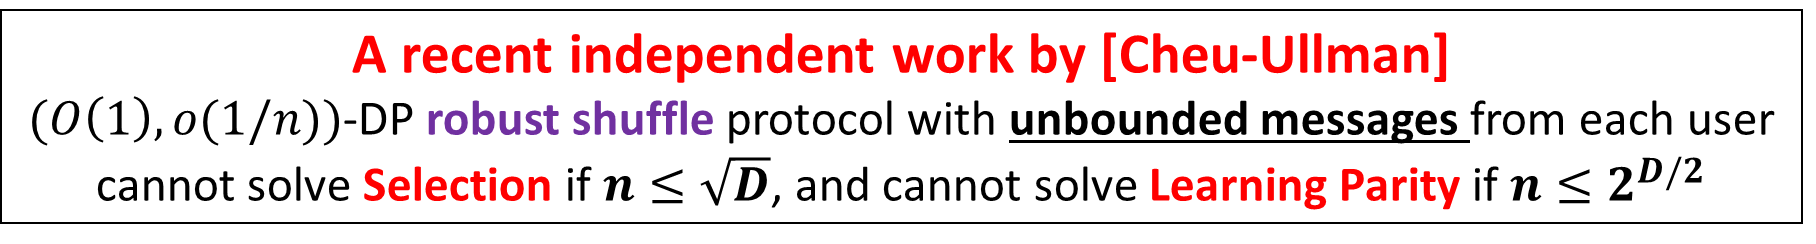 A recent independent work by [Cheu-Ullman]
(O(1), o(1/n))-DP robust shuffle protocol with unbounded messages from each user
cannot solve Selection if n ≤ √D, and cannot solve Learning Parity if n ≤ 2^{D/2}